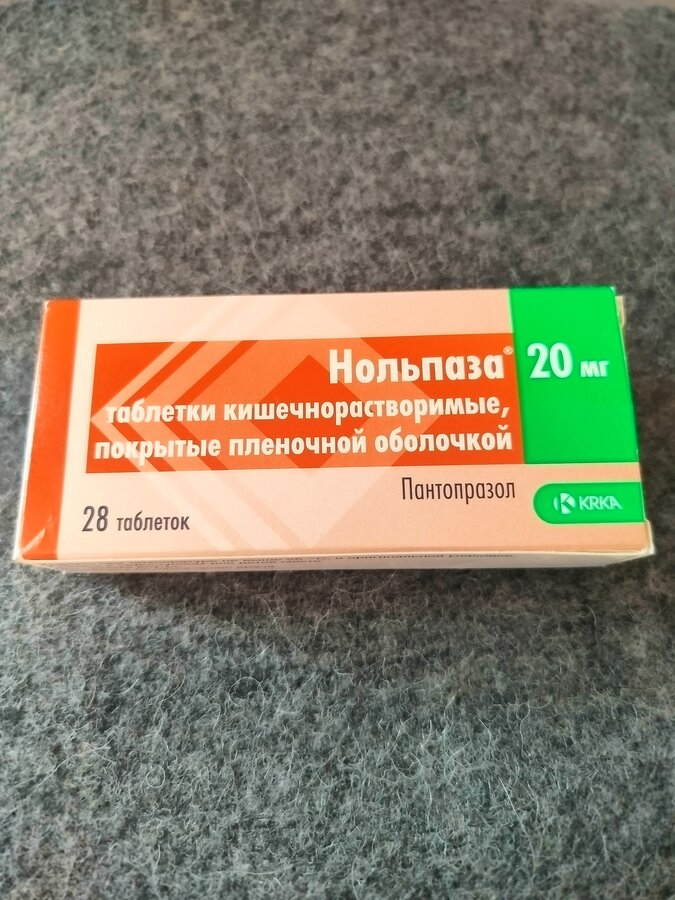 Нольпаза®
20 мг
таблетки кишечнорастворимые,
покрытые пленочной оболочкой
Пантопразол
28 таблеток
KRKA